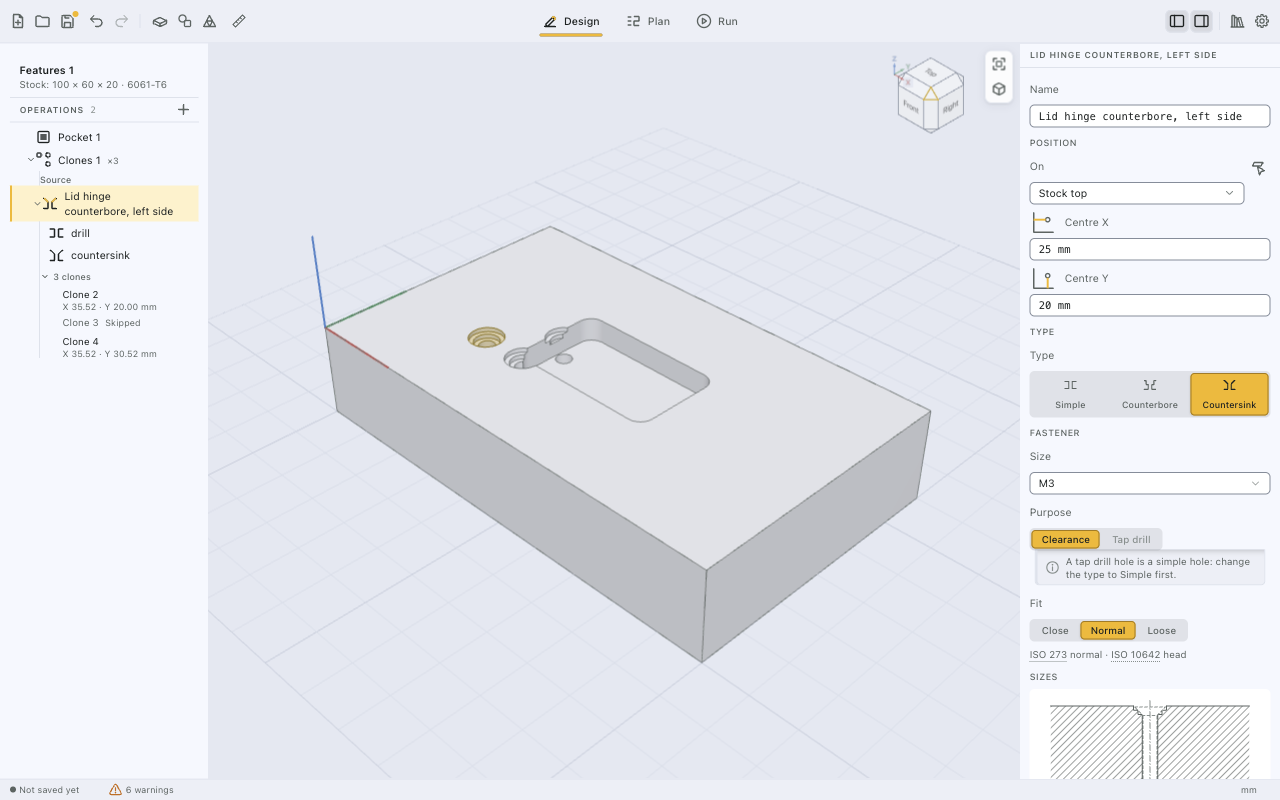 Design
Plan
Run
Features 1
Stock: 100 × 60 × 20 · 6061-T6
OPERATIONS 2
Pocket 1
Clones 1 ×3
Source
Lid hinge
counterbore, left side
drill
countersink
3 clones
Clone 2
X 35.52 · Y 20.00 mm
Clone 3 Skipped
Clone 4
X 35.52 · Y 30.52 mm
Z
Top
Front
Right
LID HINGE COUNTERBORE, LEFT SIDE
Name
Lid hinge counterbore, left side
POSITION
On
Stock top
Centre X
25 mm
Centre Y
20 mm
TYPE
Type
Simple
Counterbore
Countersink
FASTENER
Size
M3
Purpose
Clearance
Tap drill
A tap drill hole is a simple hole: change
the type to Simple first.
Fit
Close
Normal
Loose
ISO 273 normal · ISO 10642 head
SIZES
Not saved yet
6 warnings
mm